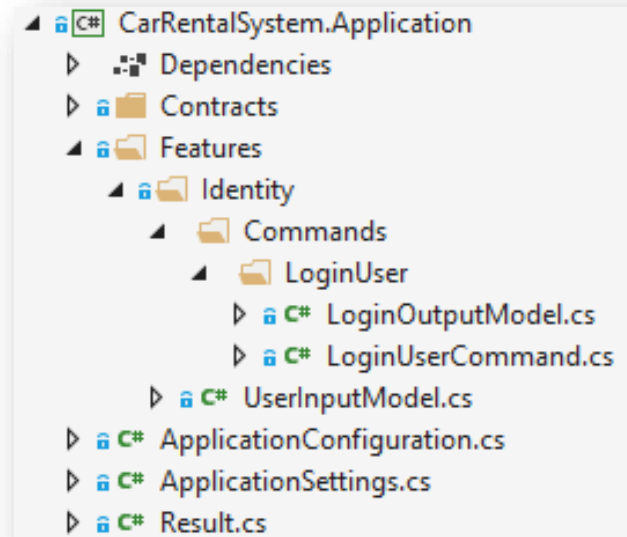 C# CarRentalSystem.Application
Dependencies
Contracts
Features
Identity
Commands
LoginUser
C# LoginOutputModel.cs
C# LoginUserCommand.cs
C# UserInputModel.cs
C# ApplicationConfiguration.cs
C# ApplicationSettings.cs
C# Result.cs